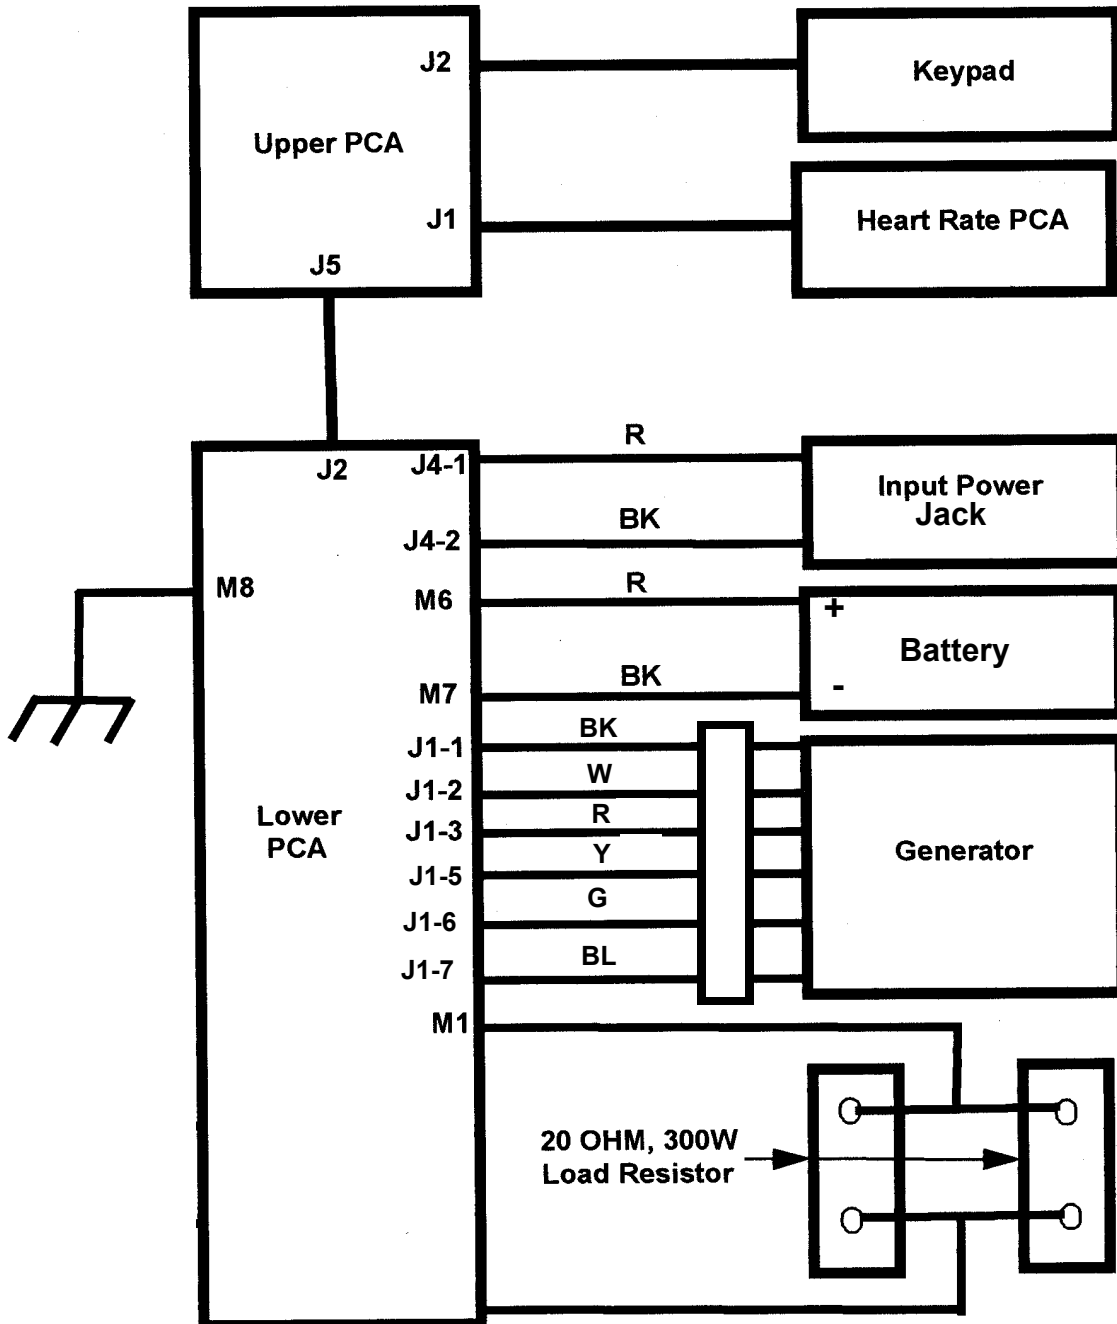 J2
Keypad
Upper PCA
J1
Heart Rate PCA
J5
R
J2
J4-1
Input Power
Jack
BK
J4-2
M8
R
M6
+
Battery
BK
M7
-
BK
J1-1
W
J1-2
R
Lower
PCA
J1-3
Y
Generator
J1-5
G
J1-6
BL
J1-7
M1
20 OHM, 300W
Load Resistor